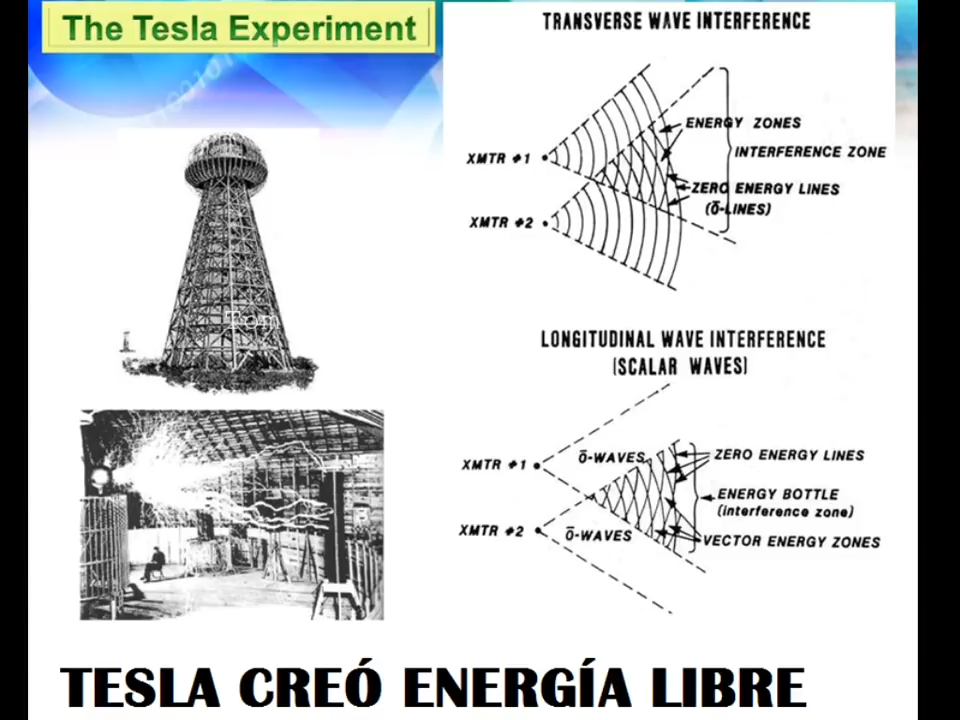 The Tesla Experiment
TRANSVERSE WAVE INTERFERENCE
XMTR #1
ENERGY ZONES
INTERFERENCE ZONE
ZERO ENERGY LINES
(Ō-LINES)
XMTR #2
Tom
LONGITUDINAL WAVE INTERFERENCE
(SCALAR WAVES)
XMTR #1
Ō-WAVES
ZERO ENERGY LINES
ENERGY BOTTLE
(interference zone)
XMTR #2
Ō-WAVES
VECTOR ENERGY ZONES
TESLA CREÓ ENERGÍA LIBRE